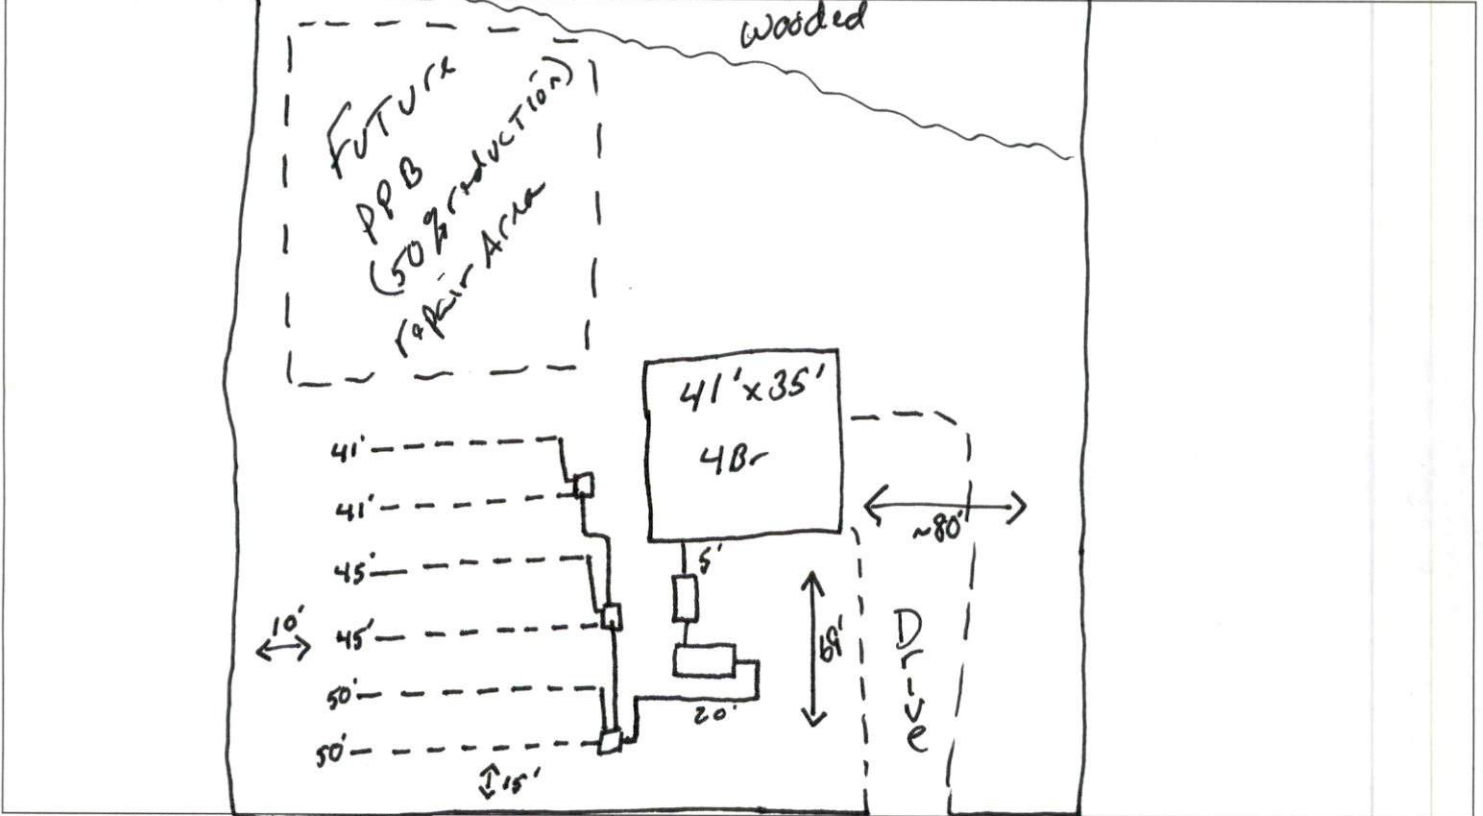 wooded
Future
PPB
(50% reduction)
repair Area
41'x35'
4Br
41'
41'
45'
45'
50'
50'
10'
15'
5'
20'
69'
~80'
Drive